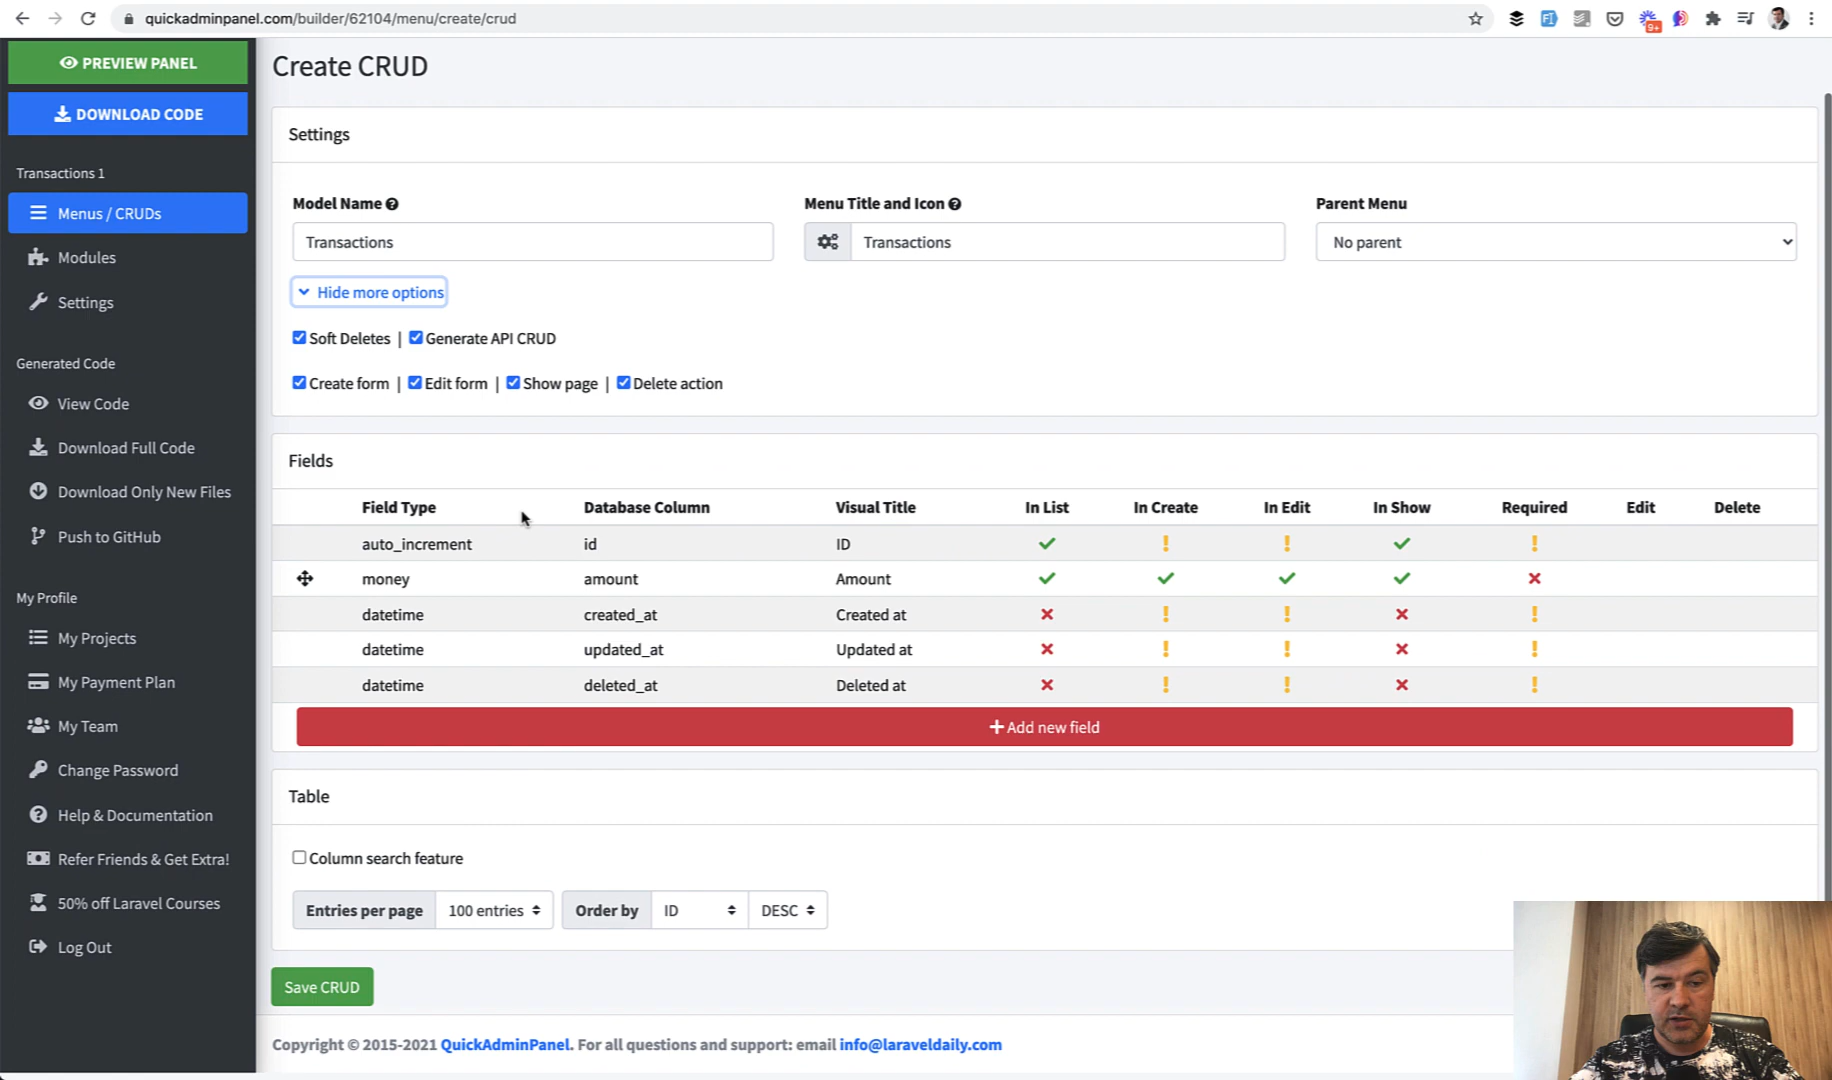 quickadminpanel.com/builder/62104/menu/create/crud
9+
PREVIEW PANEL
DOWNLOAD CODE
Transactions 1
Menus / CRUDs
Modules
Settings
Generated Code
View Code
Download Full Code
Download Only New Files
Push to GitHub
My Profile
My Projects
My Payment Plan
My Team
Change Password
Help & Documentation
Refer Friends & Get Extra!
50% off Laravel Courses
Log Out
Create CRUD
Settings
Model Name Menu Title and Icon Parent Menu
Transactions Transactions No parent
Hide more options
Soft Deletes | Generate API CRUD
Create form | Edit form | Show page | Delete action
Fields
Field Type Database Column Visual Title In List In Create In Edit In Show Required Edit Delete
auto_increment id ID ! ! !
money amount Amount
datetime created_at Created at ! ! !
datetime updated_at Updated at ! ! !
datetime deleted_at Deleted at ! ! !
+ Add new field
Table
Column search feature
Entries per page 100 entries Order by ID DESC
Save CRUD
Copyright © 2015-2021 QuickAdminPanel. For all questions and support: email info@laraveldaily.com